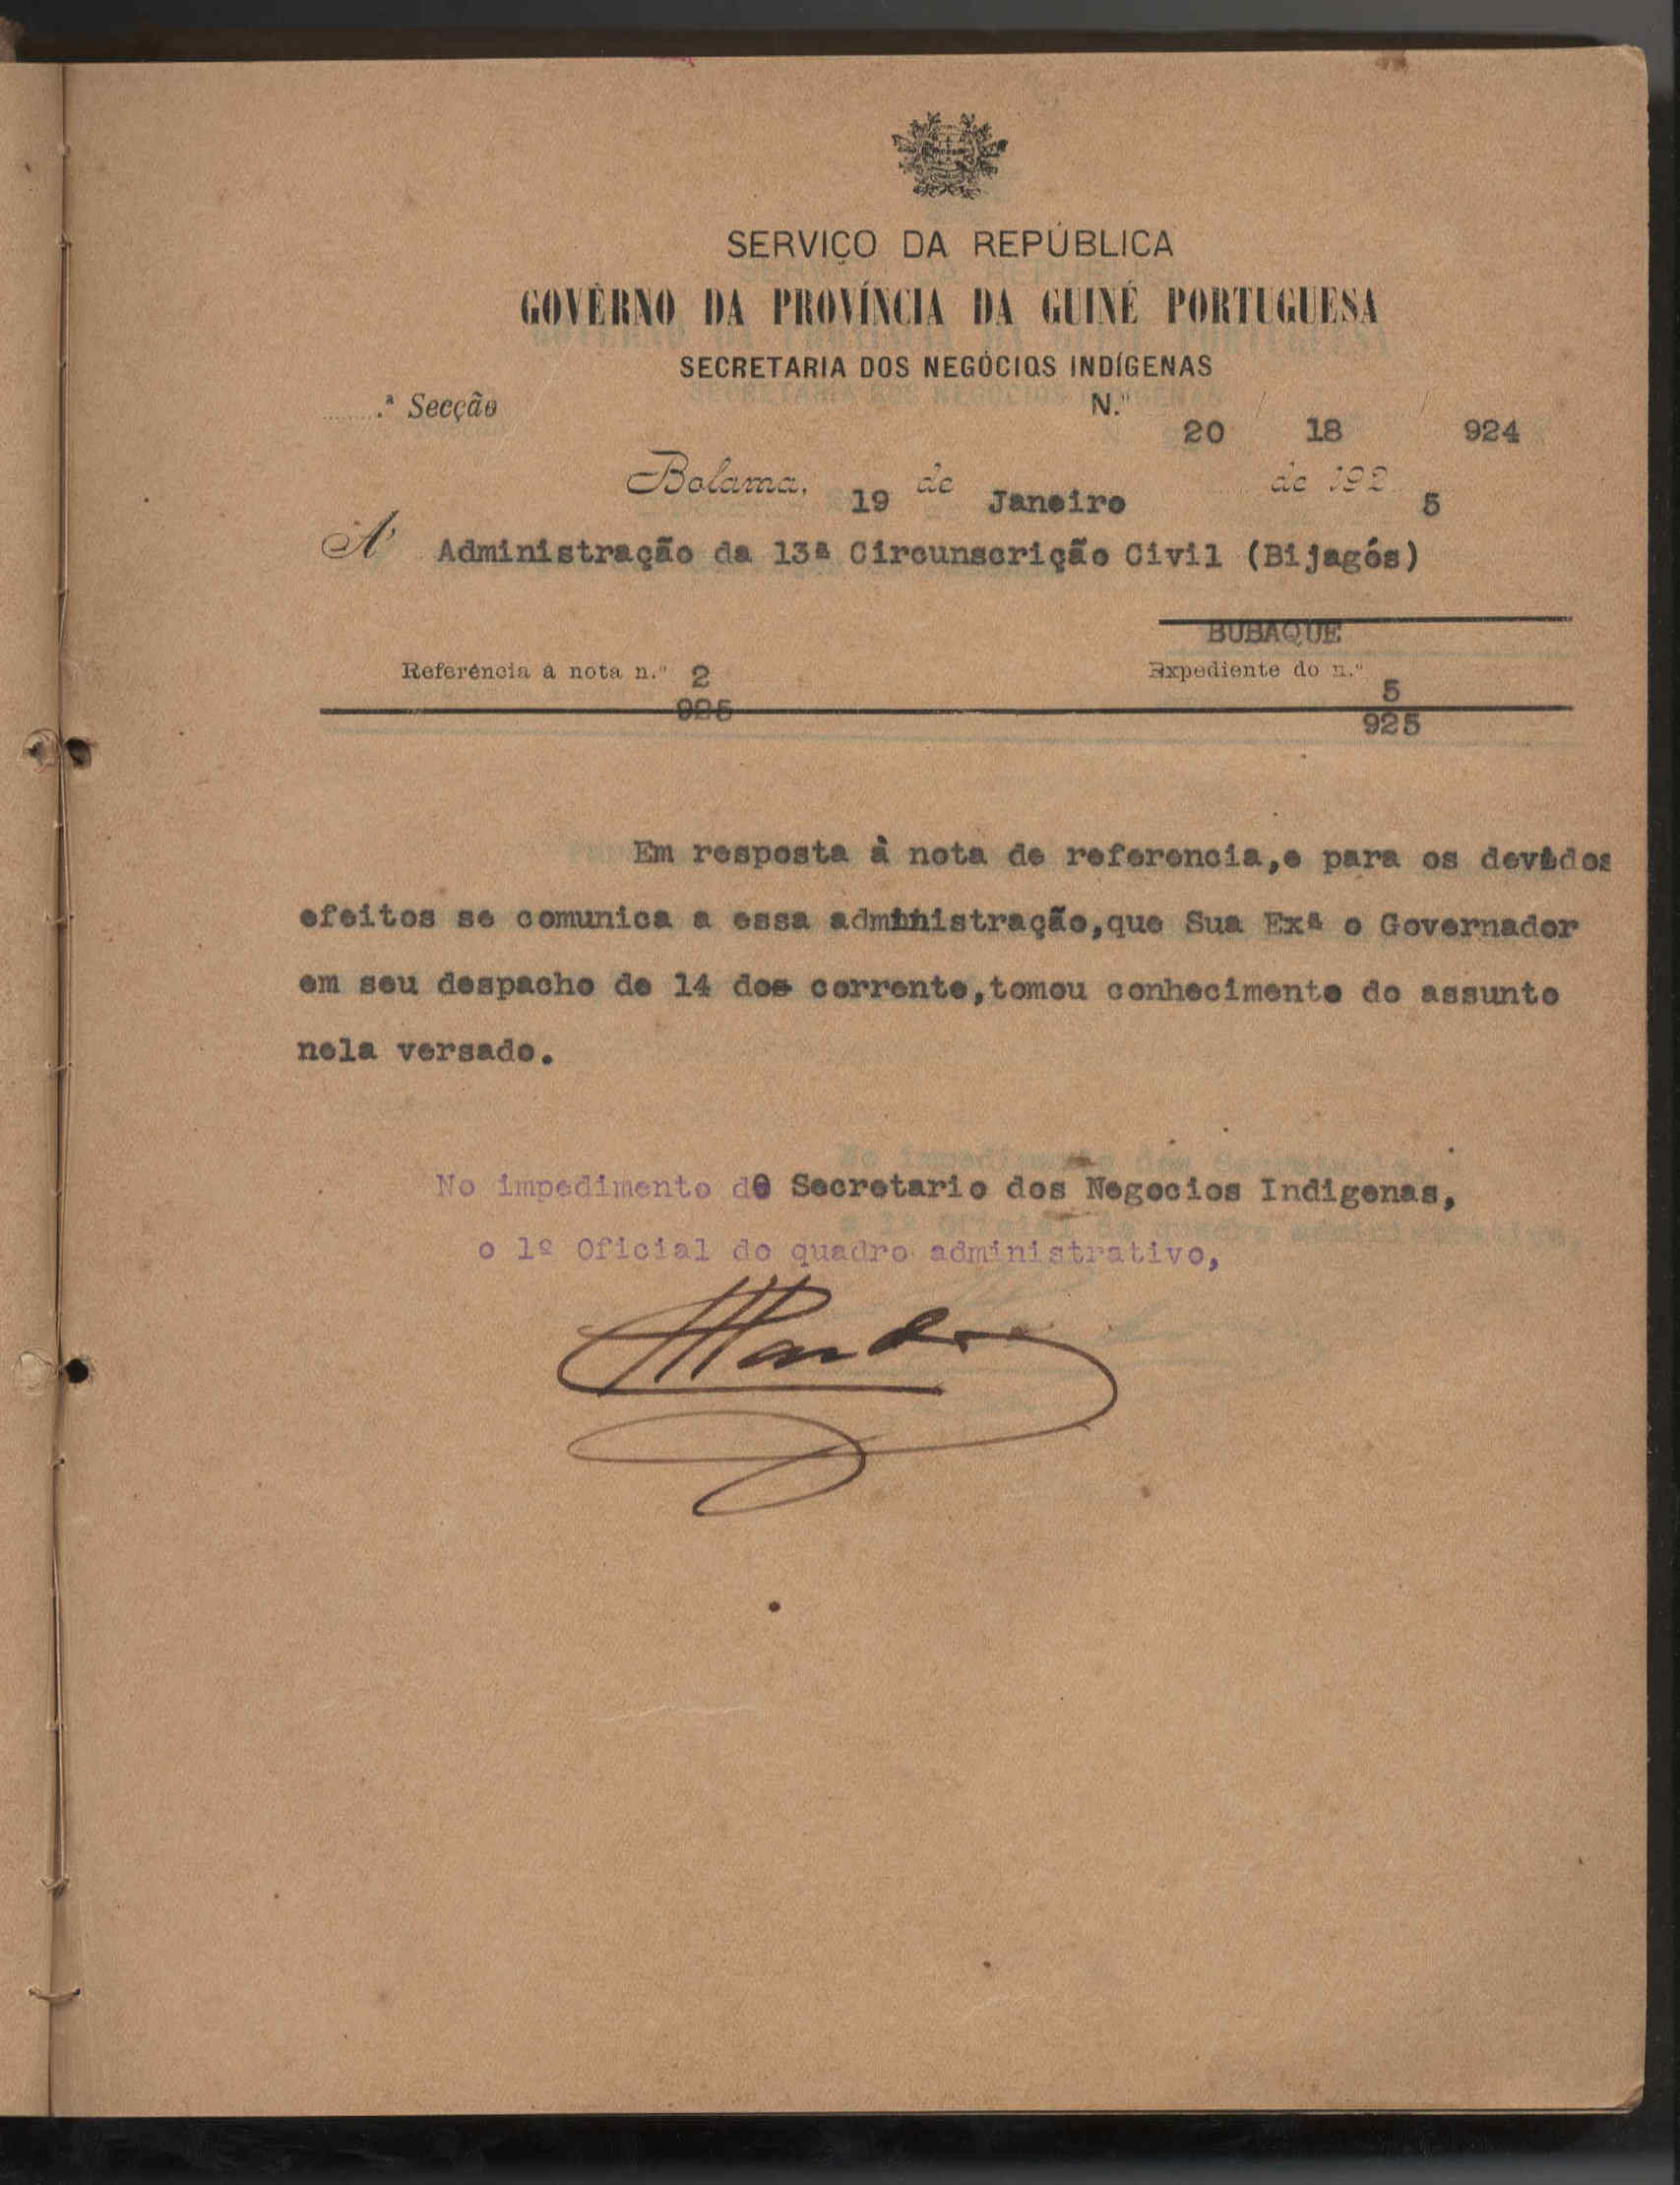 SERVIÇO DA REPÚBLICA
GOVÊRNO DA PROVÍNCIA DA GUINÉ PORTUGUESA
SECRETARIA DOS NEGÓCIOS INDÍGENAS
.ª Secção N.º 20 / 18 / 924
Bolama, 19 de Janeiro de 1925
A' Administração da 13ª Circunscrição Civil (Bijagós)
BUBAQUE
Referência à nota n.º 2 Expediente do n.º 5
925 925
Em resposta à nota de referencia,e para os devidos
efeitos se comunica a essa administração,que Sua Exª o Governador
em seu despacho de 14 do corrente,tomou conhecimento do assunto
nela versado.
No impedimento do Secretario dos Negocios Indigenas,
o 1º Oficial do quadro administrativo,